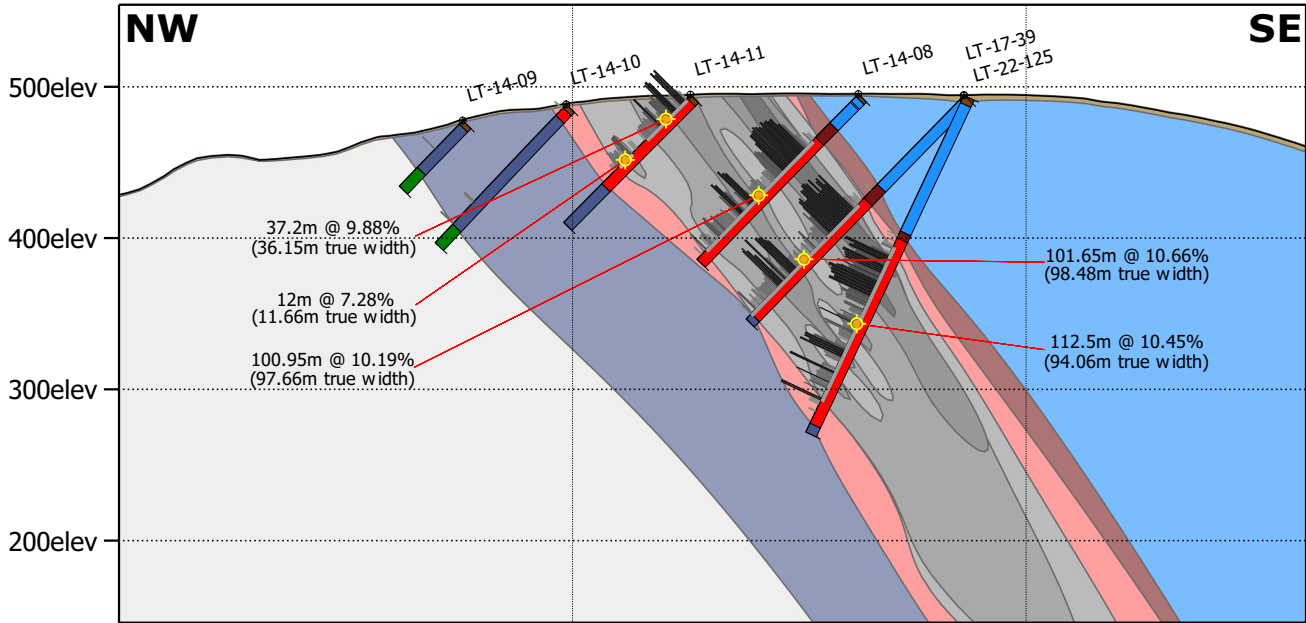 NW
SE
LT-14-09
LT-14-10
LT-14-11
LT-14-08
LT-17-39
LT-22-125
500elev
400elev
300elev
200elev
37.2m @ 9.88%
(36.15m true width)
12m @ 7.28%
(11.66m true width)
100.95m @ 10.19%
(97.66m true width)
101.65m @ 10.66%
(98.48m true width)
112.5m @ 10.45%
(94.06m true width)